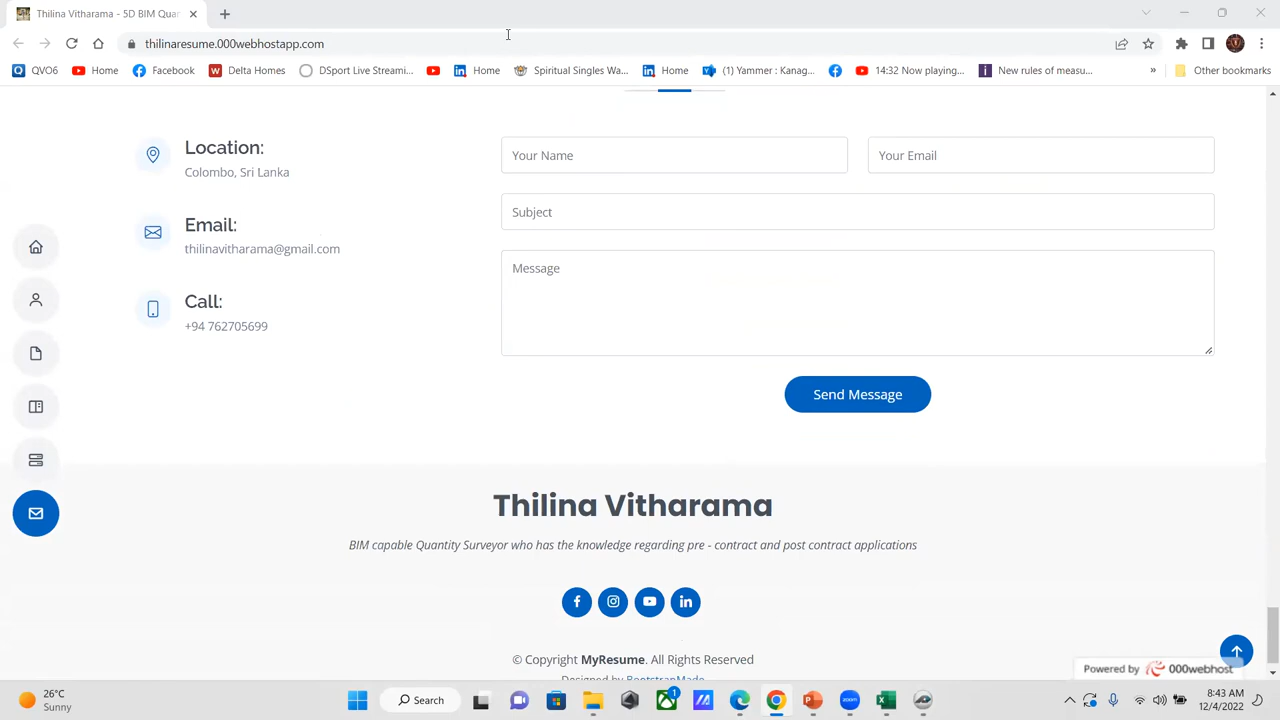 Thilina Vitharama - 5D BIM Quan
thilinaresume.000webhostapp.com
QVO6
Home
Facebook
Delta Homes
DSport Live Streami...
Home
Spiritual Singles Wa...
Home
(1) Yammer : Kanag...
14:32 Now playing...
New rules of measu...
»
Other bookmarks
Location:
Colombo, Sri Lanka
Email:
thilinavitharama@gmail.com
Call:
+94 762705699
Your Name
Your Email
Subject
Message
Send Message
Thilina Vitharama
BIM capable Quantity Surveyor who has the knowledge regarding pre - contract and post contract applications
© Copyright MyResume. All Rights Reserved
Designed by BootstrapMade
Powered by 000webhost
26°C
Sunny
Search
1
8:43 AM
12/4/2022